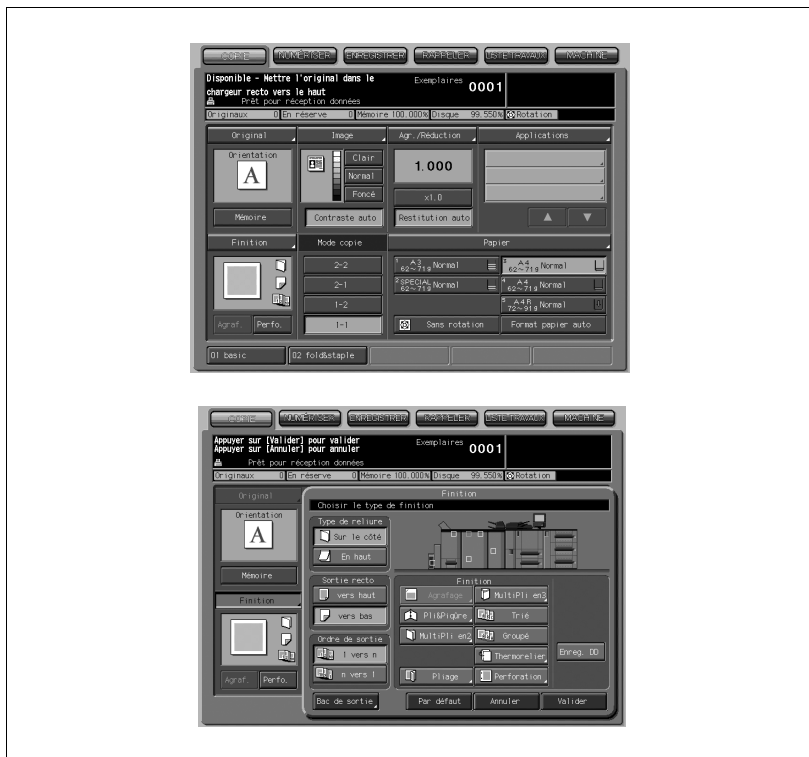 COPIE NUMÉRISER ENREGISTRER RAPPELER LISTE TRAVAUX MACHINE
Disponible - Mettre l'original dans le
chargeur recto vers le haut
Exemplaires 0001
Prêt pour réception données
Originaux 0 En réserve 0 Mémoire 100.000% Disque 99.550% Rotation
Original Image Agr./Réduction Applications
Orientation
A
Clair
Normal
Foncé
1.000
x1.0
Mémoire Contraste auto Restitution auto
Finition Mode copie Papier
2-2
2-1
1-2
1-1
1 A3 62~71g Normal
3 A4 62~71g Normal
2 SPECIAL 62~71g Normal
4 A4 62~71g Normal
5 A4R 72~91g Normal
Agraf. Perfo.
Sans rotation Format papier auto
01 basic 02 fold&staple
COPIE NUMÉRISER ENREGISTRER RAPPELER LISTE TRAVAUX MACHINE
Appuyer sur [Valider] pour valider
Appuyer sur [Annuler] pour annuler
Exemplaires 0001
Prêt pour réception données
Originaux 0 En réserve 0 Mémoire 100.000% Disque 99.550% Rotation
Original
Orientation
A
Mémoire
Finition
Agraf. Perfo.
Finition
Choisir le type de finition
Type de reliure
Sur le côté
En haut
Sortie recto
vers haut
vers bas
Ordre de sortie
1 vers n
n vers 1
Bac de sortie
Finition
Agrafage MultiPli en3
Pli&Piqûre Trié
MultiPli en2 Groupé
Thermorelier
Pliage Perforation
Enreg. DD
Par défaut Annuler Valider